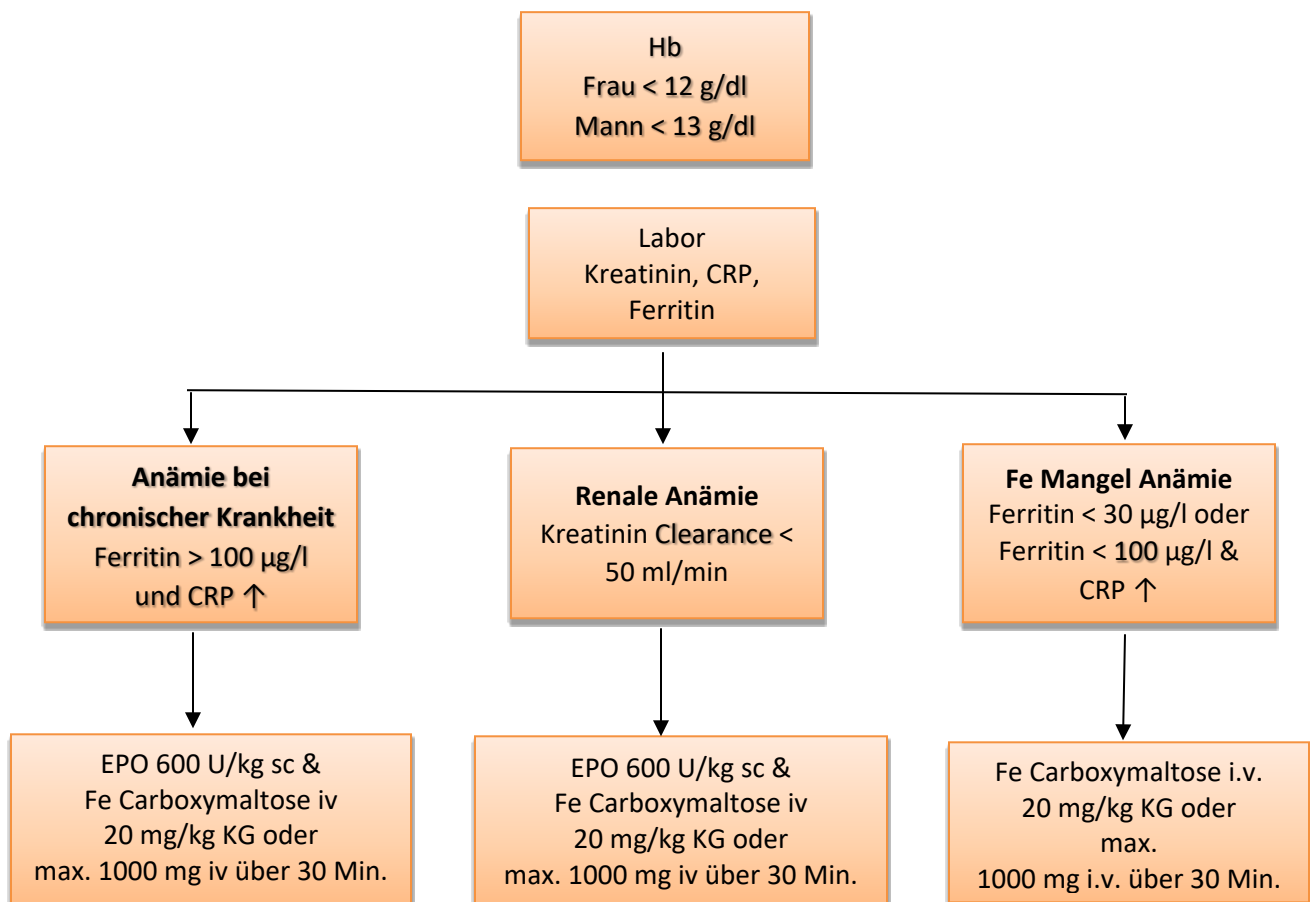 Hb
Frau < 12 g/dl
Mann < 13 g/dl
Labor
Kreatinin, CRP,
Ferritin
Anämie bei
chronischer Krankheit
Ferritin > 100 µg/l
und CRP ↑
Renale Anämie
Kreatinin Clearance <
50 ml/min
Fe Mangel Anämie
Ferritin < 30 µg/l oder
Ferritin < 100 µg/l &
CRP ↑
EPO 600 U/kg sc &
Fe Carboxymaltose iv
20 mg/kg KG oder
max. 1000 mg iv über 30 Min.
EPO 600 U/kg sc &
Fe Carboxymaltose iv
20 mg/kg KG oder
max. 1000 mg iv über 30 Min.
Fe Carboxymaltose i.v.
20 mg/kg KG oder
max.
1000 mg i.v. über 30 Min.